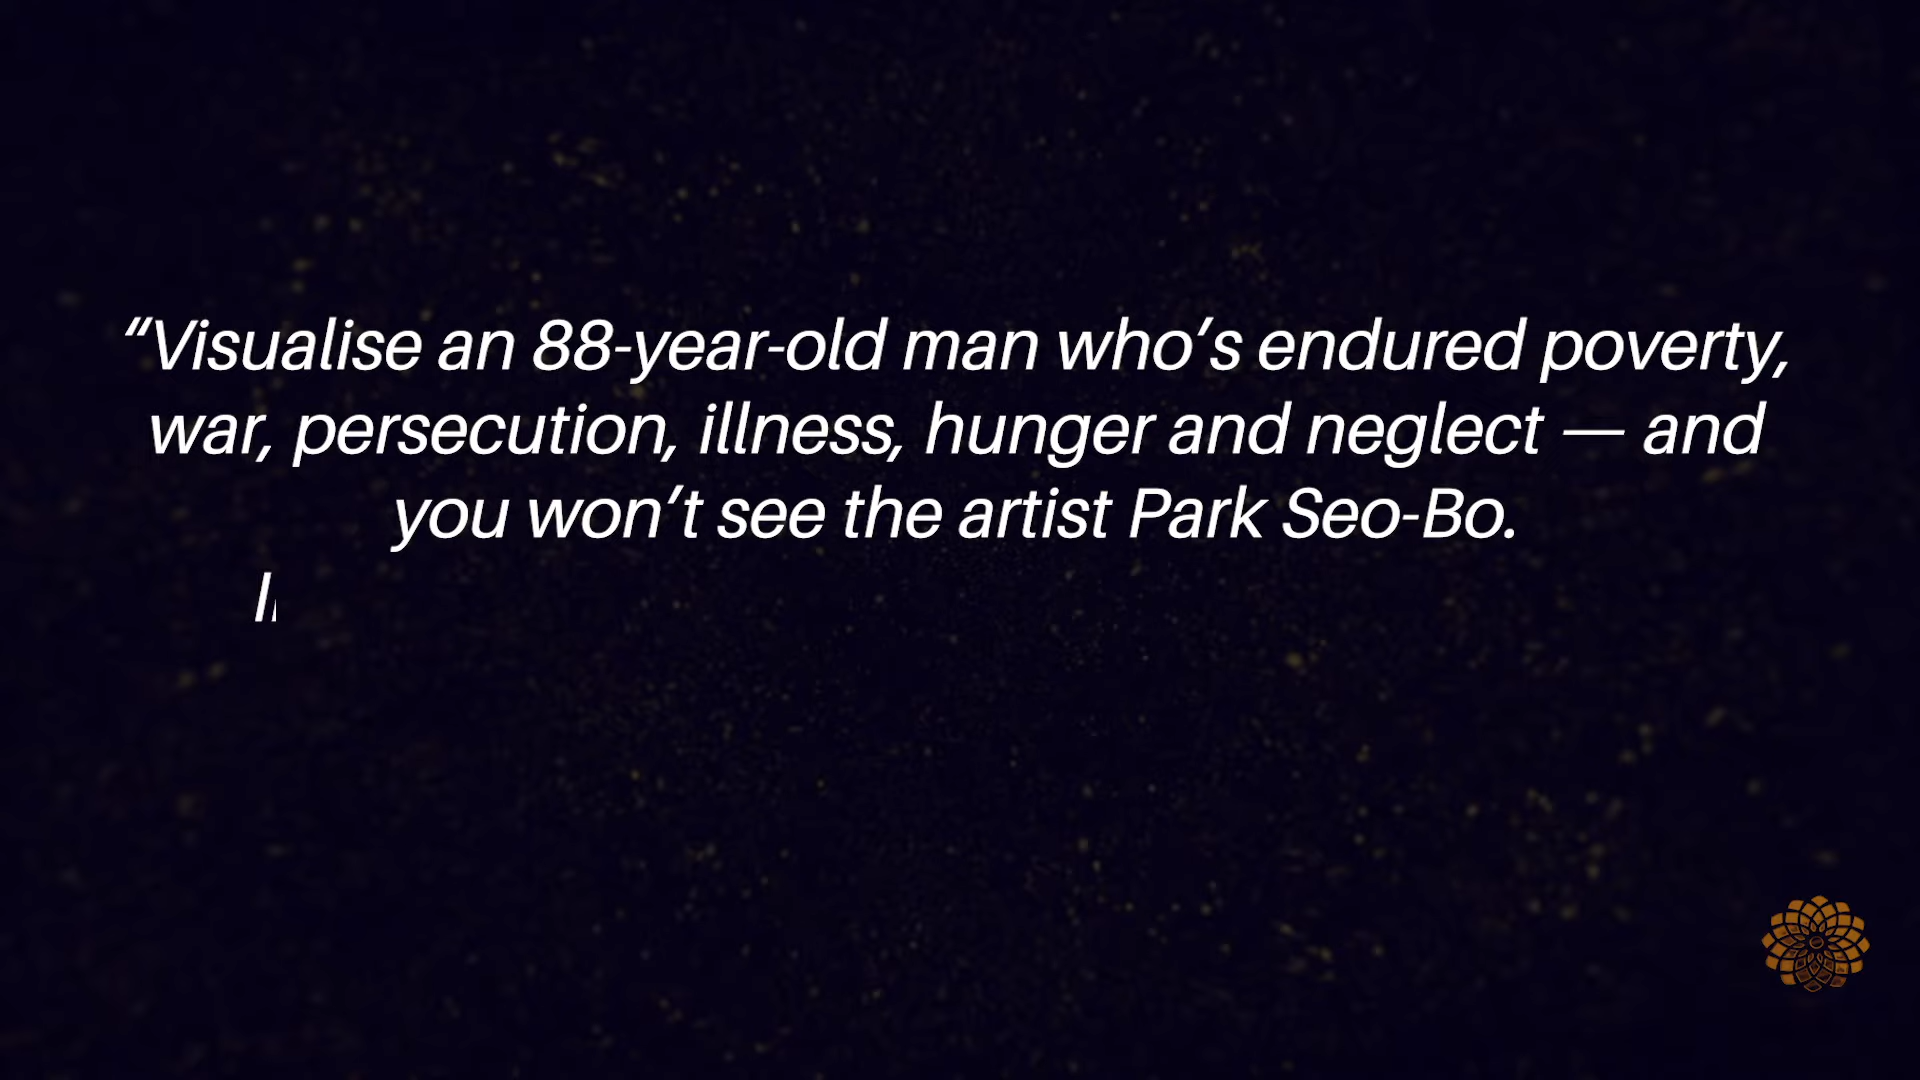 “Visualise an 88-year-old man who’s endured poverty,
war, persecution, illness, hunger and neglect — and
you won’t see the artist Park Seo-Bo.